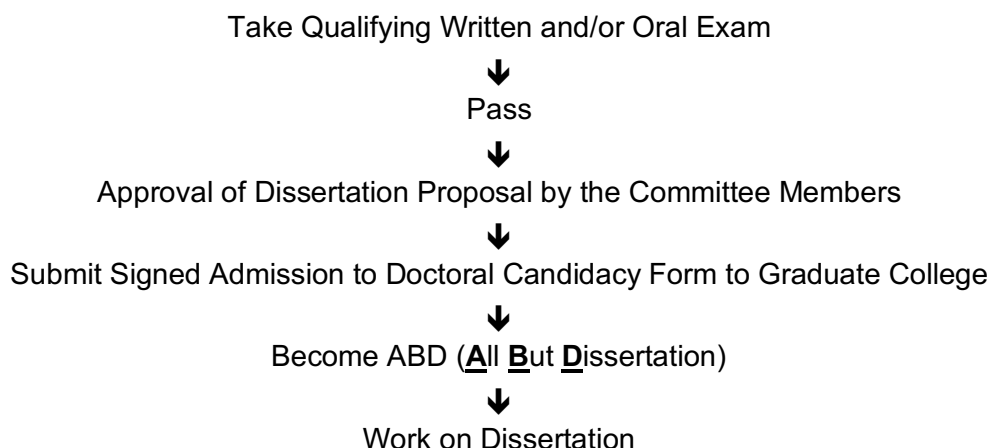 Take Qualifying Written and/or Oral Exam
Pass
Approval of Dissertation Proposal by the Committee Members
Submit Signed Admission to Doctoral Candidacy Form to Graduate College
Become ABD (All But Dissertation)
Work on Dissertation